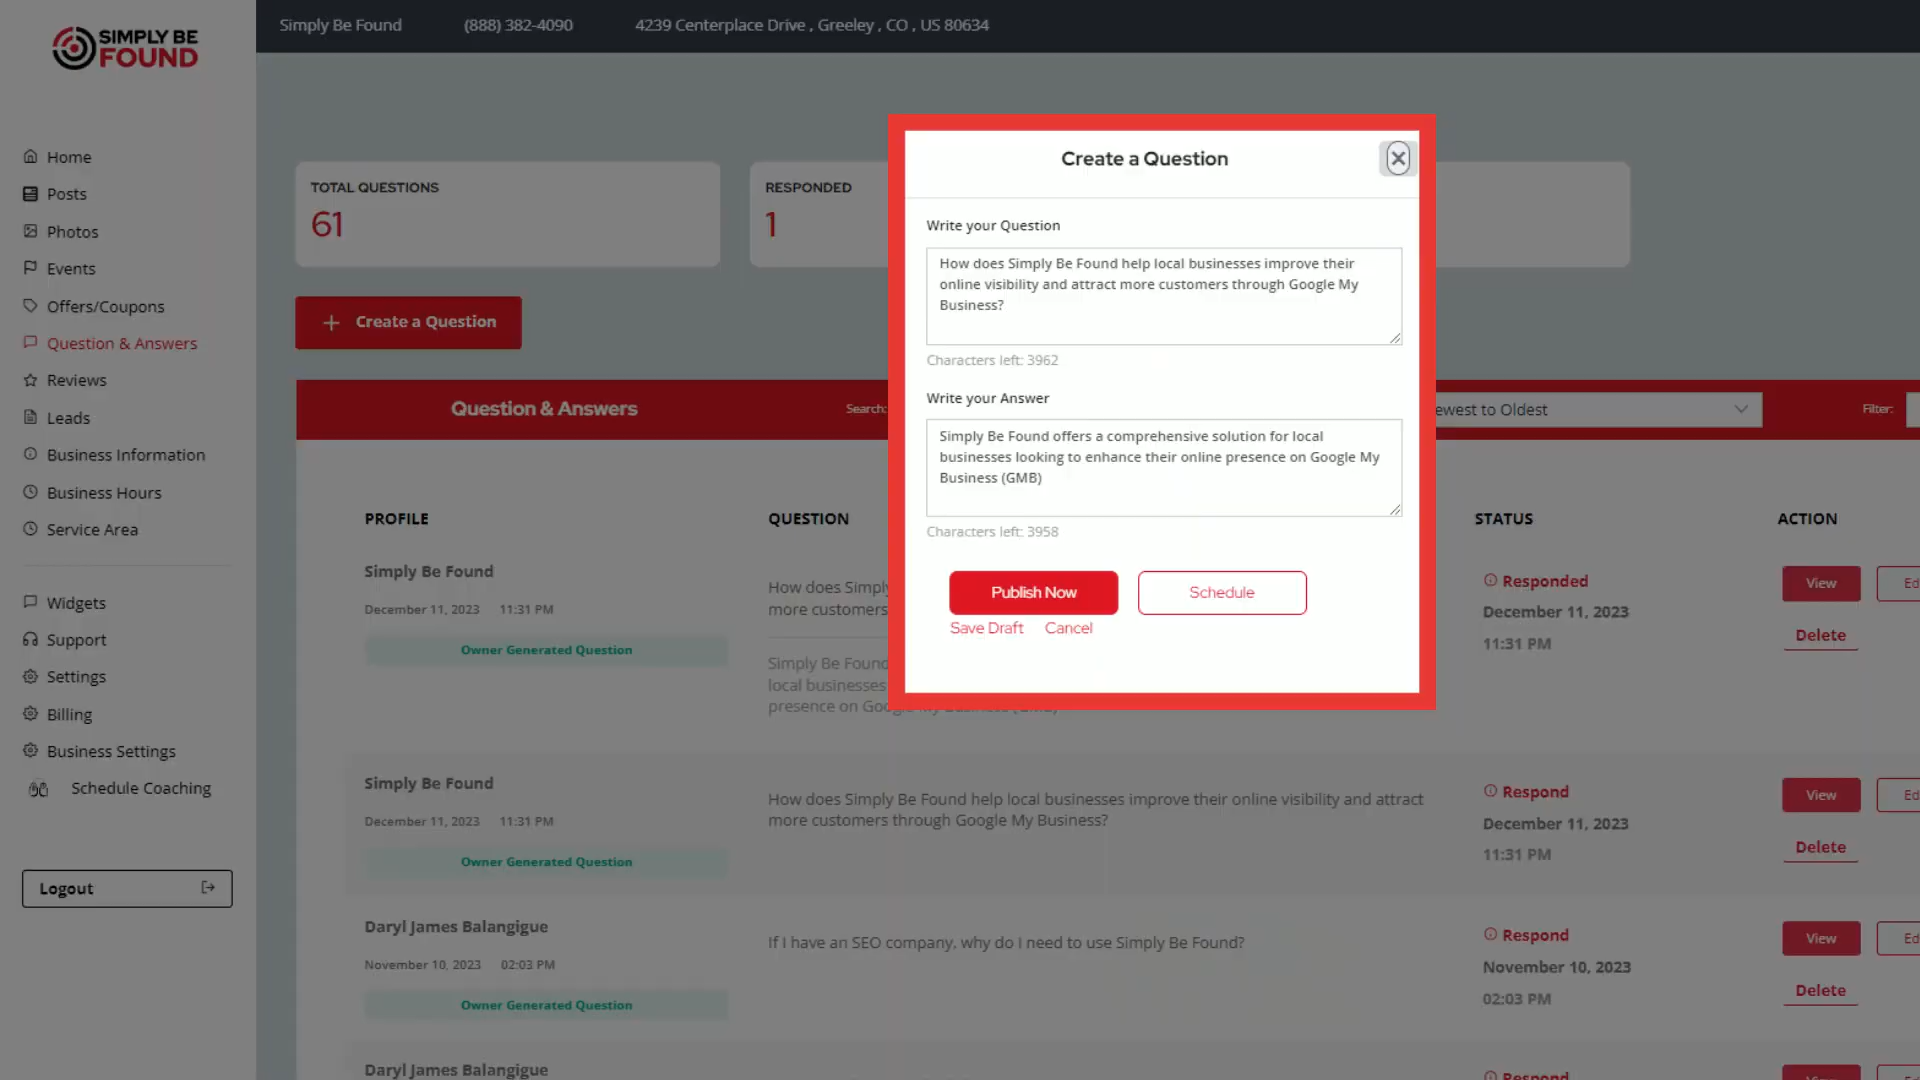 SIMPLY BE
FOUND
Simply Be Found
(888) 382-4090
4239 Centerplace Drive , Greeley , CO , US 80634
Home
Posts
Photos
Events
Offers/Coupons
Question & Answers
Reviews
Leads
Business Information
Business Hours
Service Area
Widgets
Support
Settings
Billing
Business Settings
Schedule Coaching
Logout
TOTAL QUESTIONS
61
RESPONDED
1
Create a Question
Question & Answers
Search:
ewest to Oldest
Filter:
PROFILE
QUESTION
STATUS
ACTION
Simply Be Found
December 11, 2023 11:31 PM
Owner Generated Question
How does Simply
more customers
Simply Be Found
local businesses
presence on
Responded
December 11, 2023
11:31 PM
View
Ed
Delete
Simply Be Found
December 11, 2023 11:31 PM
Owner Generated Question
How does Simply Be Found help local businesses improve their online visibility and attract
more customers through Google My Business?
Respond
December 11, 2023
11:31 PM
View
Ed
Delete
Daryl James Balangigue
November 10, 2023 02:03 PM
Owner Generated Question
If I have an SEO company, why do I need to use Simply Be Found?
Respond
November 10, 2023
02:03 PM
View
Ed
Delete
Daryl James Balangigue
Respond
Create a Question
Write your Question
How does Simply Be Found help local businesses improve their
online visibility and attract more customers through Google My
Business?
Characters left: 3962
Write your Answer
Simply Be Found offers a comprehensive solution for local
businesses looking to enhance their online presence on Google My
Business (GMB)
Characters left: 3958
Publish Now
Schedule
Save Draft
Cancel